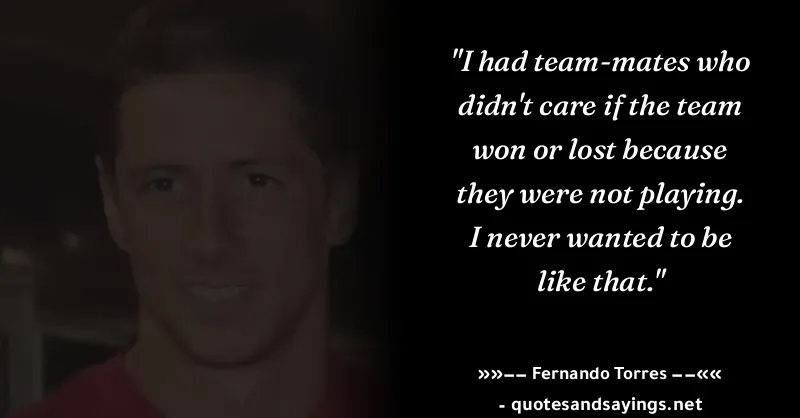 "I had team-mates who
didn't care if the team
won or lost because
they were not playing.
I never wanted to be
like that."
»»−− Fernando Torres −−««
- quotesandsayings.net